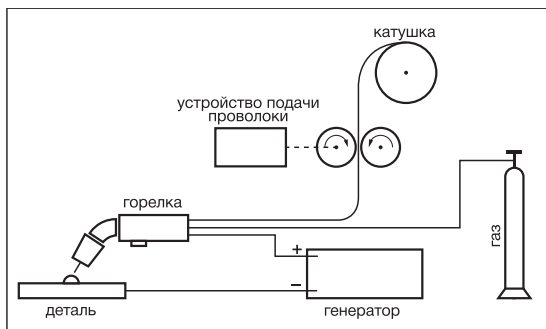 катушка
устройство подачи
проволоки
горелка
газ
+
−
деталь
генератор